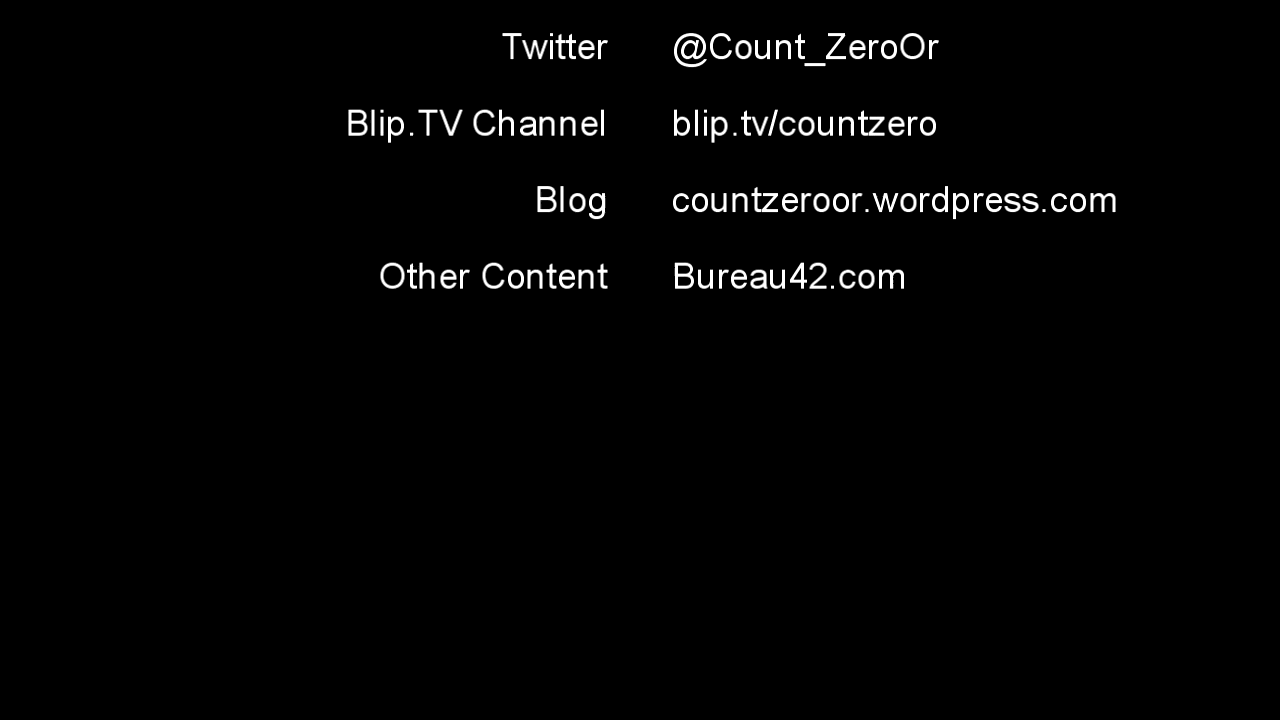 Twitter @Count_ZeroOr
Blip.TV Channel blip.tv/countzero
Blog countzeroor.wordpress.com
Other Content Bureau42.com